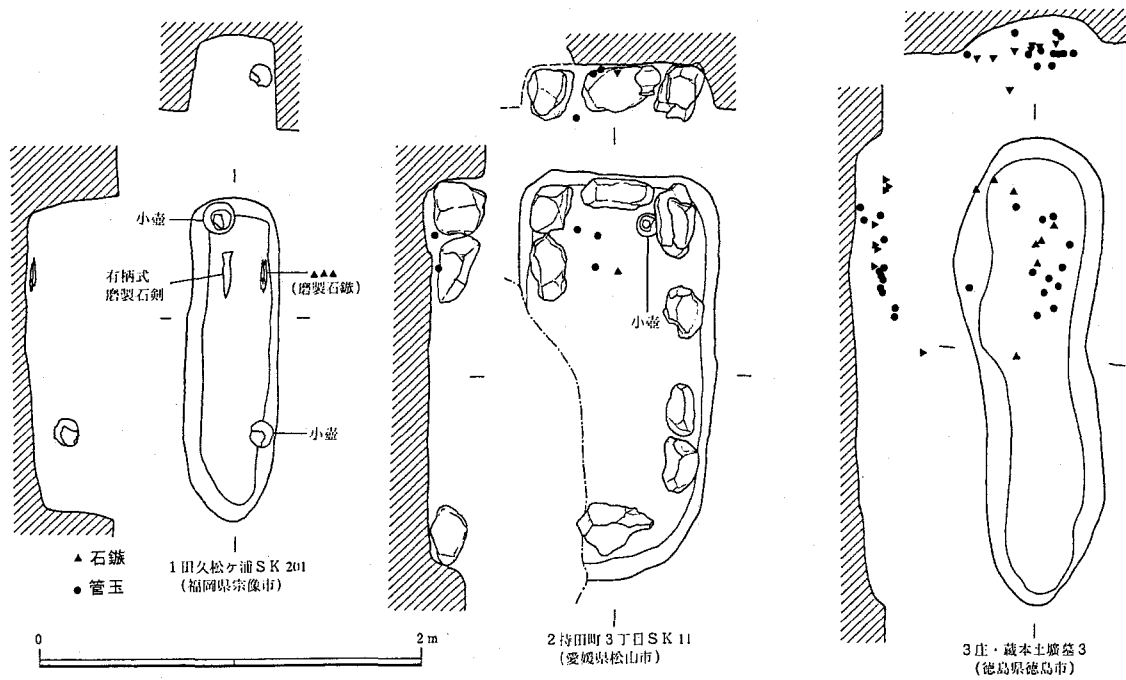 小壺
有柄式
磨製石剣
▲▲▲
(磨製石鏃)
小壺
▲ 石鏃
● 管玉
1 田久松ヶ浦SK 201
(福岡県宗像市)
0 2 m
小壺
2 持田町3丁目SK 11
(愛媛県松山市)
3 庄・蔵本土壙墓3
(徳島県徳島市)